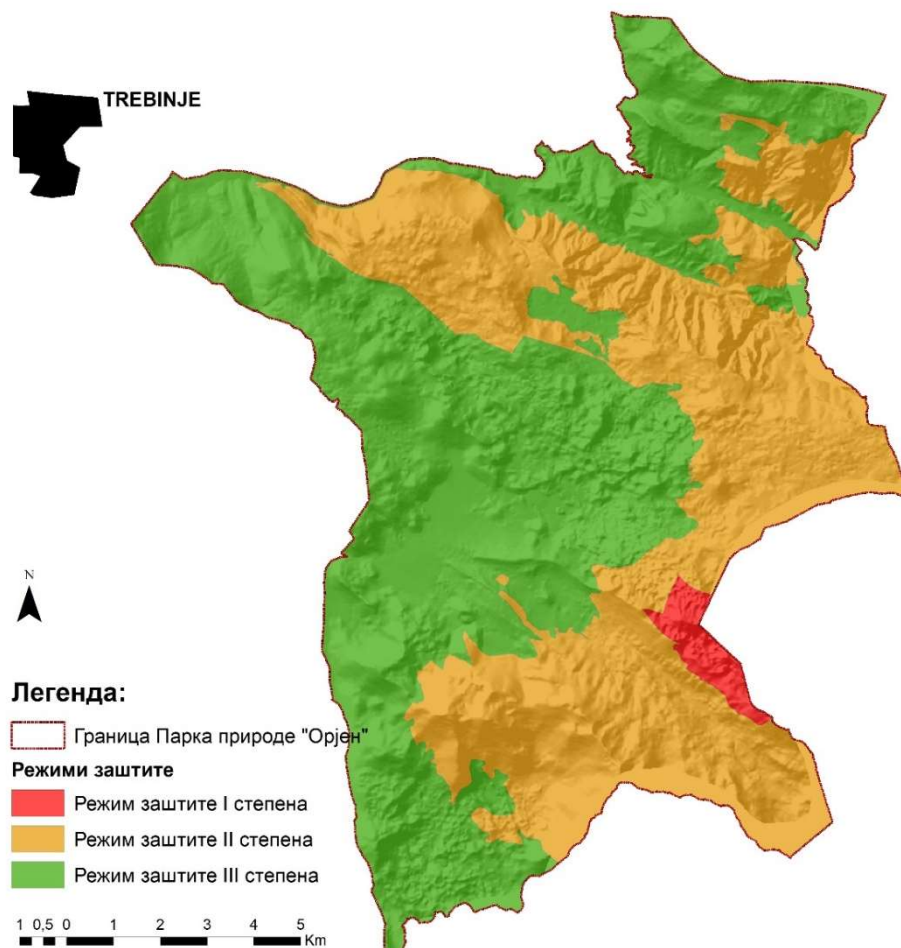 TREBINJE
N
Легенда:
Граница Парка природе "Орјен"
Режими заштите
Режим заштите I степена
Режим заштите II степена
Режим заштите III степена
1 0,5 0 1 2 3 4 5
Km